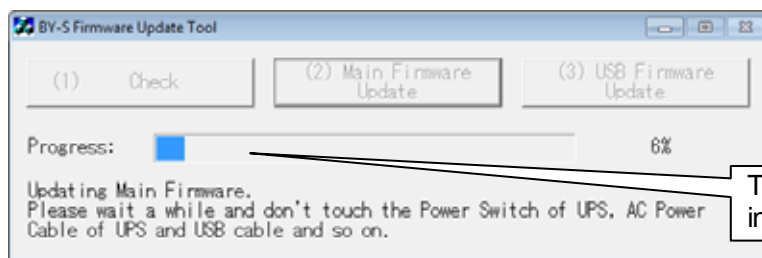 BY-S Firmware Update Tool
(1) Check
(2) Main Firmware
Update
(3) USB Firmware
Update
Progress:
6%
Updating Main Firmware.
Please wait a while and don't touch the Power Switch of UPS, AC Power
Cable of UPS and USB cable and so on.